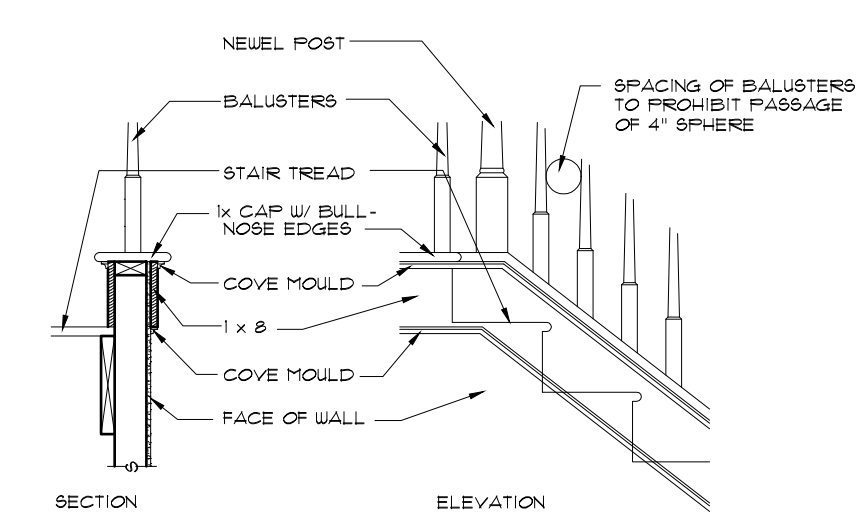 NEWEL POST
SPACING OF BALUSTERS
TO PROHIBIT PASSAGE
OF 4" SPHERE
BALUSTERS
STAIR TREAD
1x CAP W/ BULL-
NOSE EDGES
COVE MOULD
1 x 8
COVE MOULD
FACE OF WALL
SECTION
ELEVATION